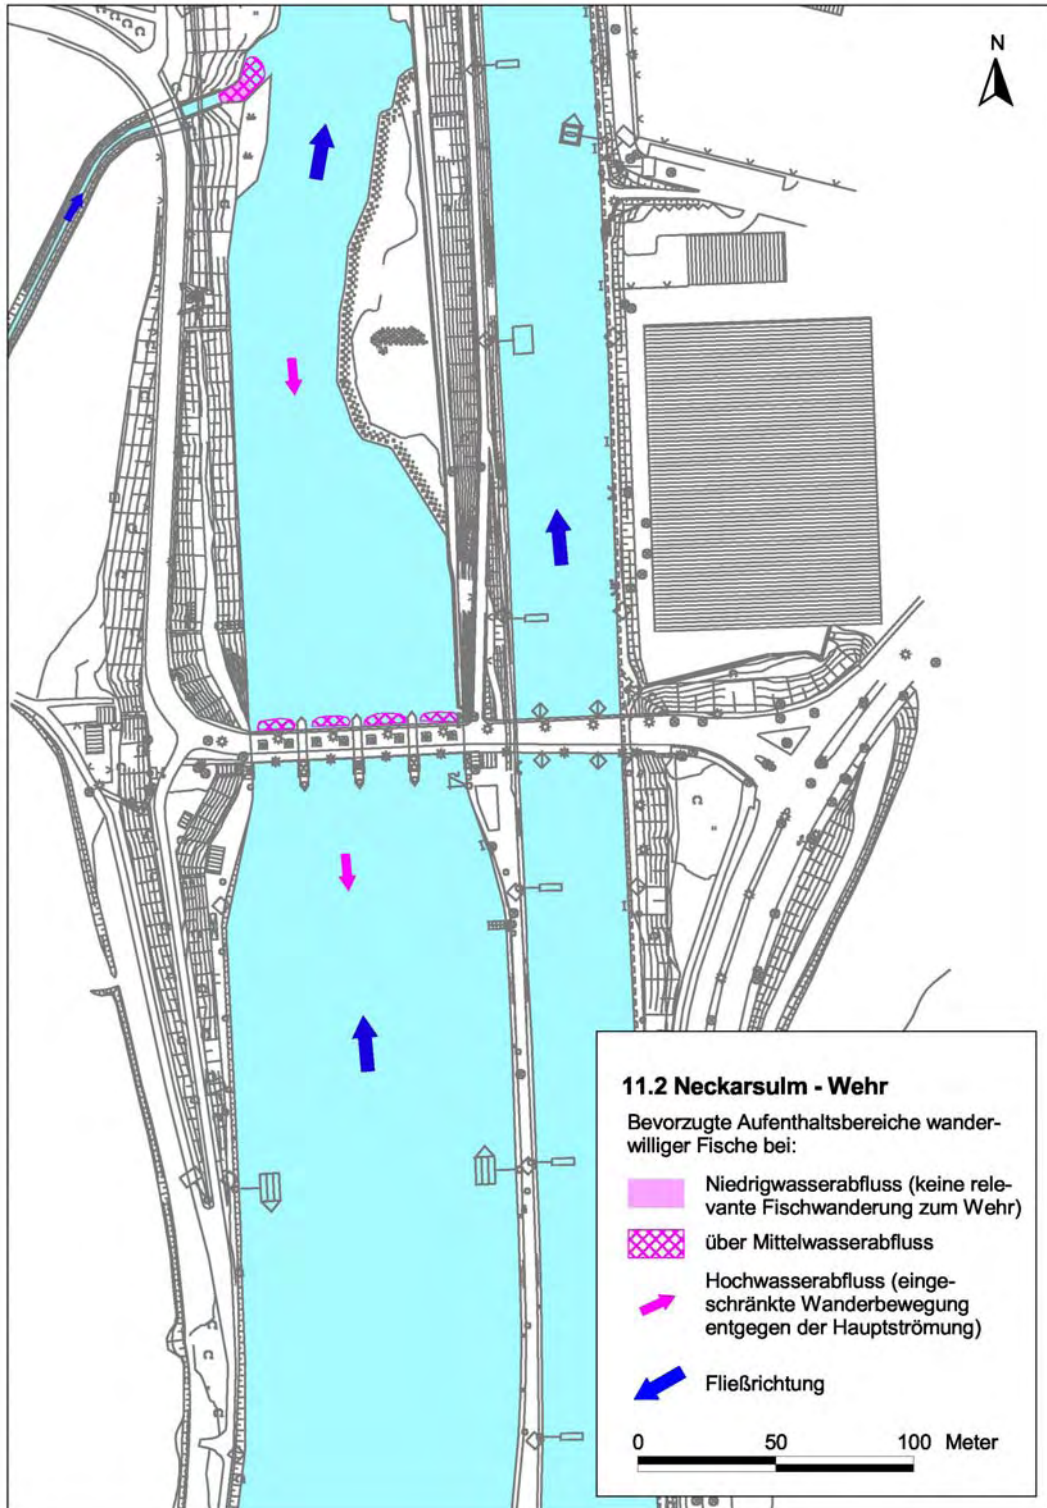 N
11.2 Neckarsulm - Wehr
Bevorzugte Aufenthaltsbereiche wander-
williger Fische bei:
Niedrigwasserabfluss (keine rele-
vante Fischwanderung zum Wehr)
über Mittelwasserabfluss
Hochwasserabfluss (einge-
schränkte Wanderbewegung
entgegen der Hauptströmung)
Fließrichtung
0 50 100 Meter